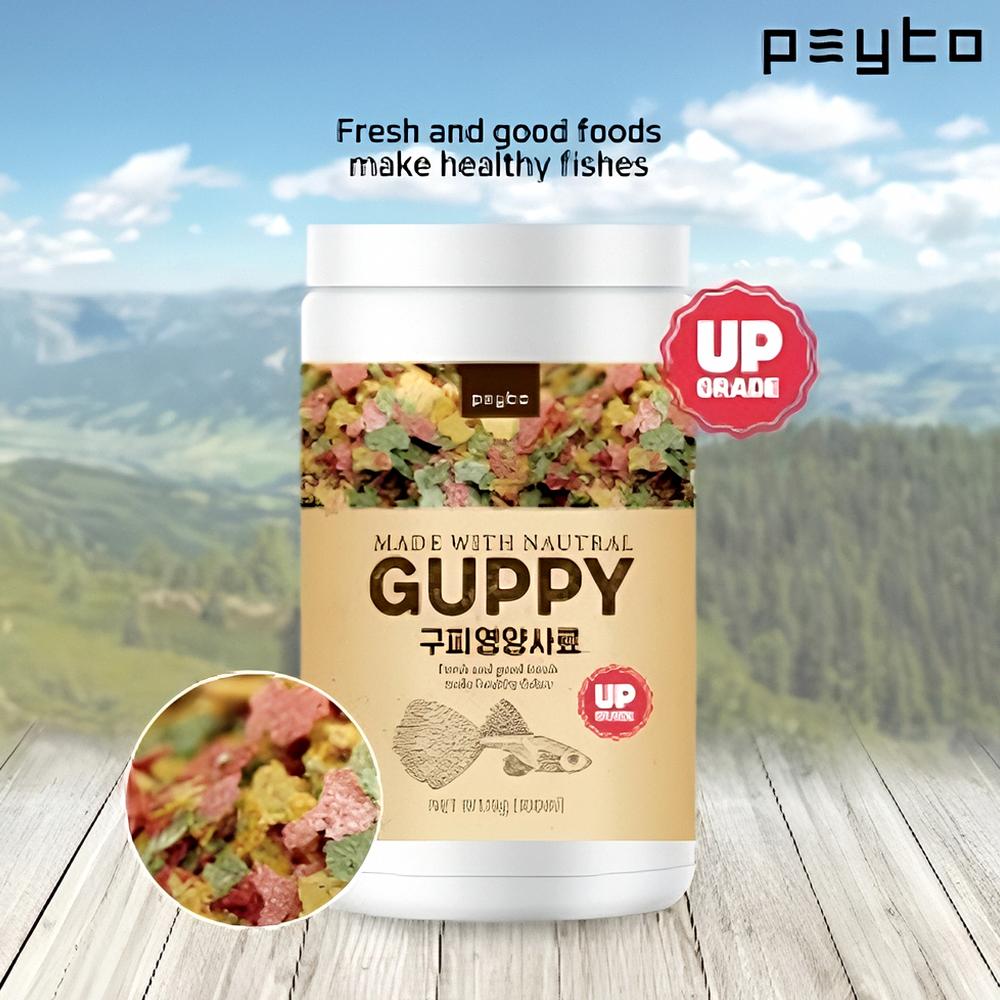 peyto
Fresh and good foods
make healthy fishes
UP
GRADE
peyto
MADE WITH NAUTRAL
GUPPY
구피영양사료
UP